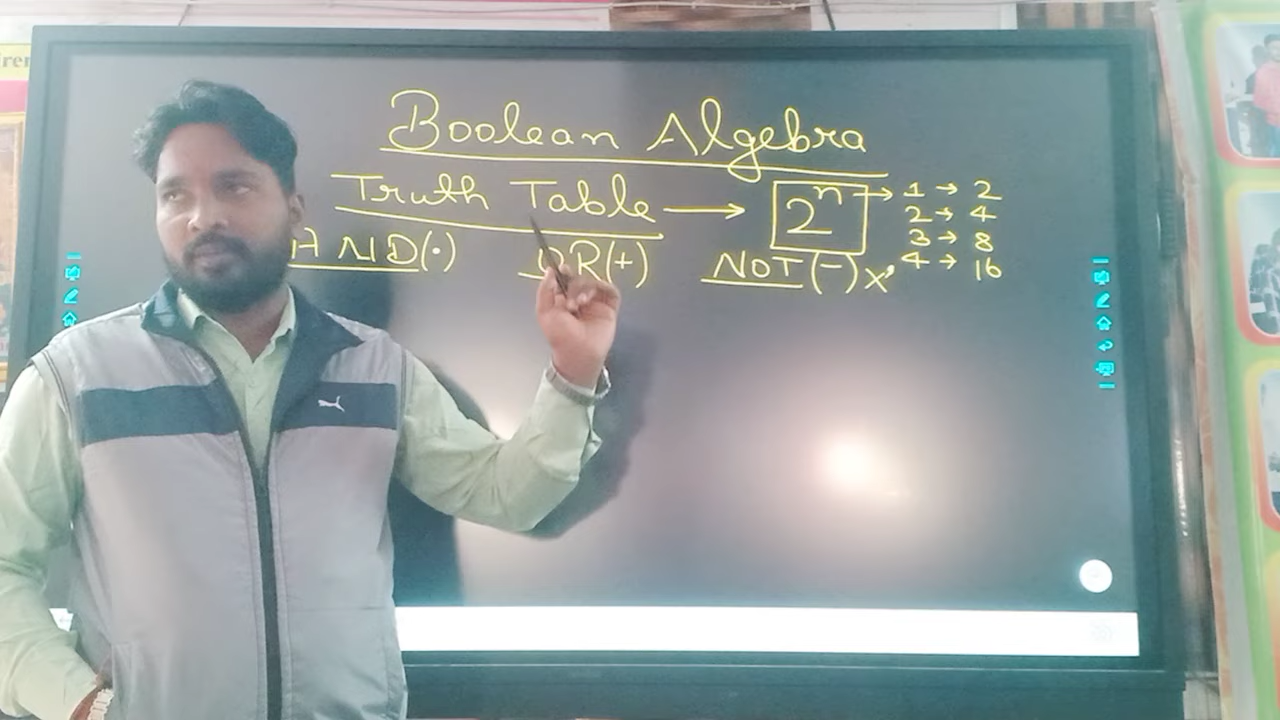 Boolean Algebra
Truth Table → 2ⁿ → 1 → 2
2 → 4
3 → 8
4 → 16
AND(·) OR(+) NOT(−) X'